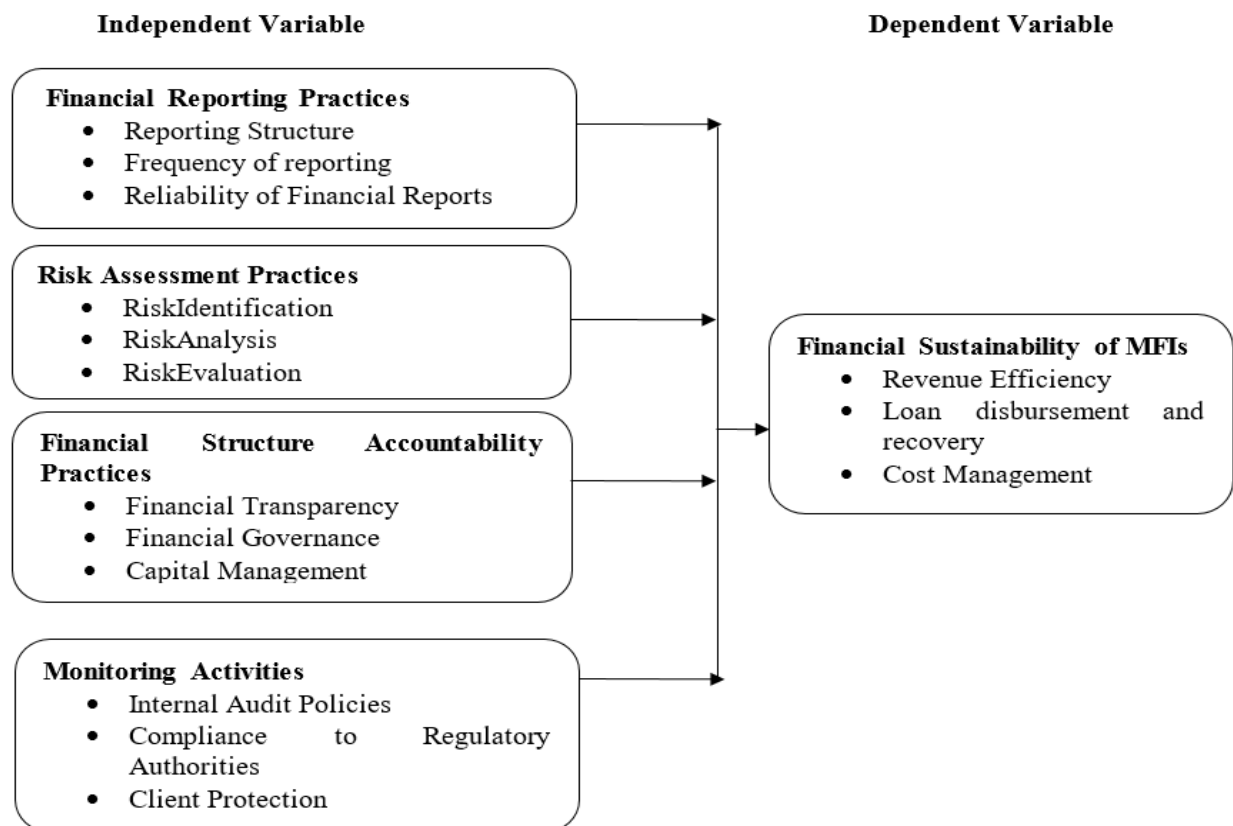 Independent Variable
Dependent Variable
Financial Reporting Practices
• Reporting Structure
• Frequency of reporting
• Reliability of Financial Reports
Risk Assessment Practices
• RiskIdentification
• RiskAnalysis
• RiskEvaluation
Financial Structure Accountability
Practices
• Financial Transparency
• Financial Governance
• Capital Management
Monitoring Activities
• Internal Audit Policies
• Compliance to Regulatory
Authorities
• Client Protection
Financial Sustainability of MFIs
• Revenue Efficiency
• Loan disbursement and
recovery
• Cost Management